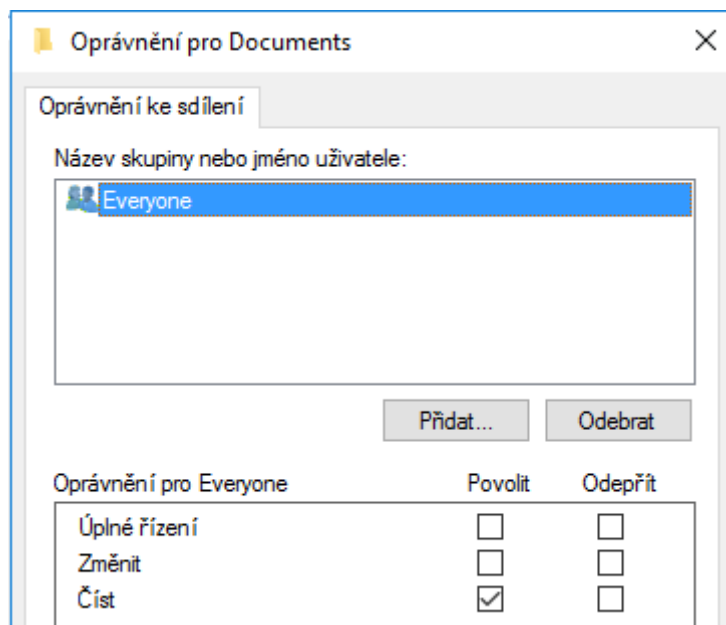 Oprávnění pro Documents
Oprávnění ke sdílení
Název skupiny nebo jméno uživatele:
Everyone
Přidat...
Odebrat
Oprávnění pro Everyone Povolit Odepřít
Úplné řízení
Změnit
Číst